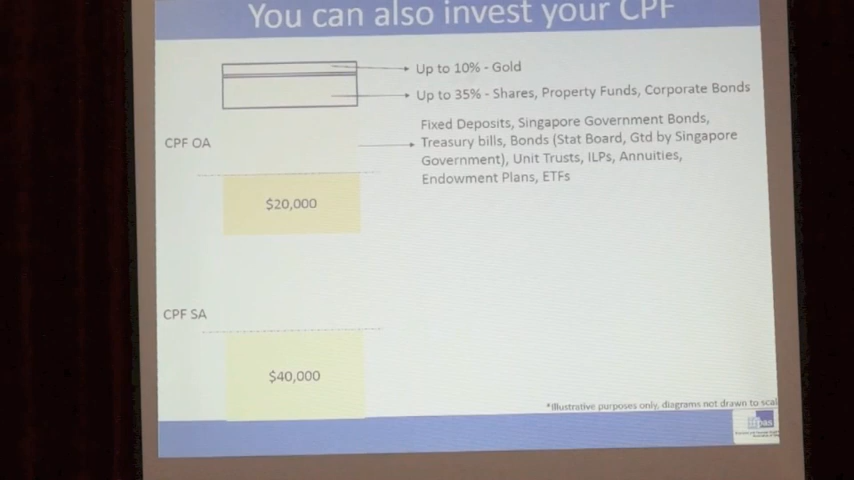 You can also invest your CPF
Up to 10% - Gold
Up to 35% - Shares, Property Funds, Corporate Bonds
Fixed Deposits, Singapore Government Bonds,
CPF OA
Treasury bills, Bonds (Stat Board, Gtd by Singapore
Government), Unit Trusts, ILPs, Annuities,
Endowment Plans, ETFs
$20,000
CPF SA
$40,000
*Illustrative purposes only, diagrams not drawn to scal